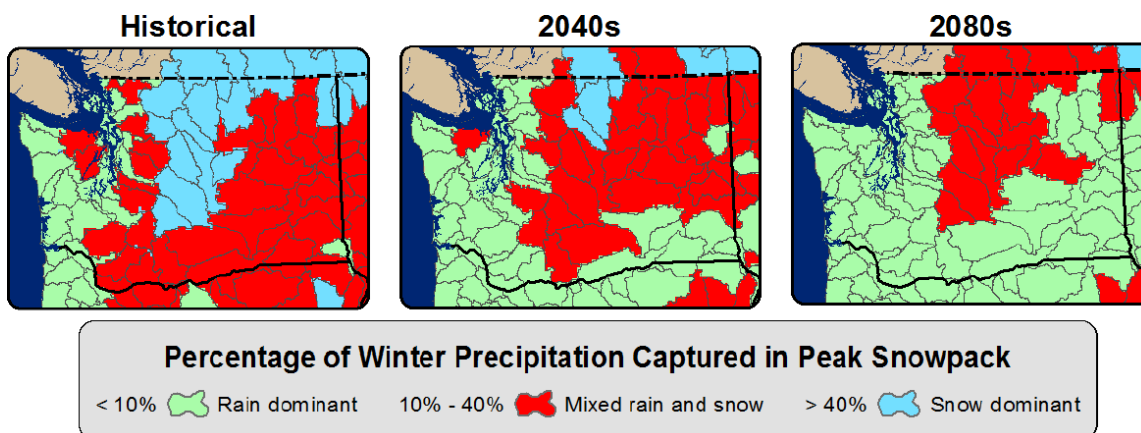 Historical 2040s 2080s
Percentage of Winter Precipitation Captured in Peak Snowpack
< 10% Rain dominant 10% - 40% Mixed rain and snow > 40% Snow dominant